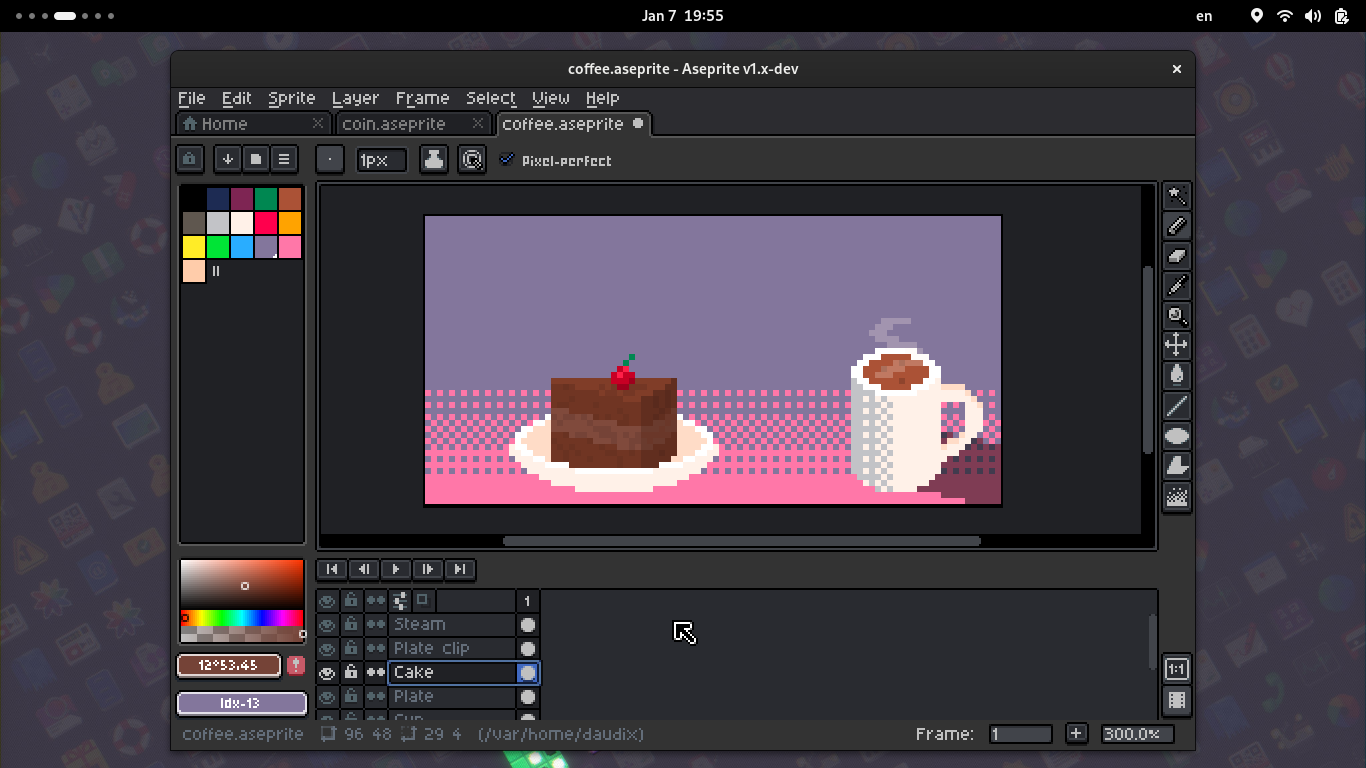 Jan 7 19:55
en
coffee.aseprite - Aseprite v1.x-dev
File Edit Sprite Layer Frame Select View Help
Home
coin.aseprite
coffee.aseprite
1px
Pixel-perfect
1
Steam
Plate clip
Cake
Plate
Cup
12°53.45
Idx-13
1:1
coffee.aseprite 96 48 29 4 (/var/home/daudix)
Frame: 1
300.0%